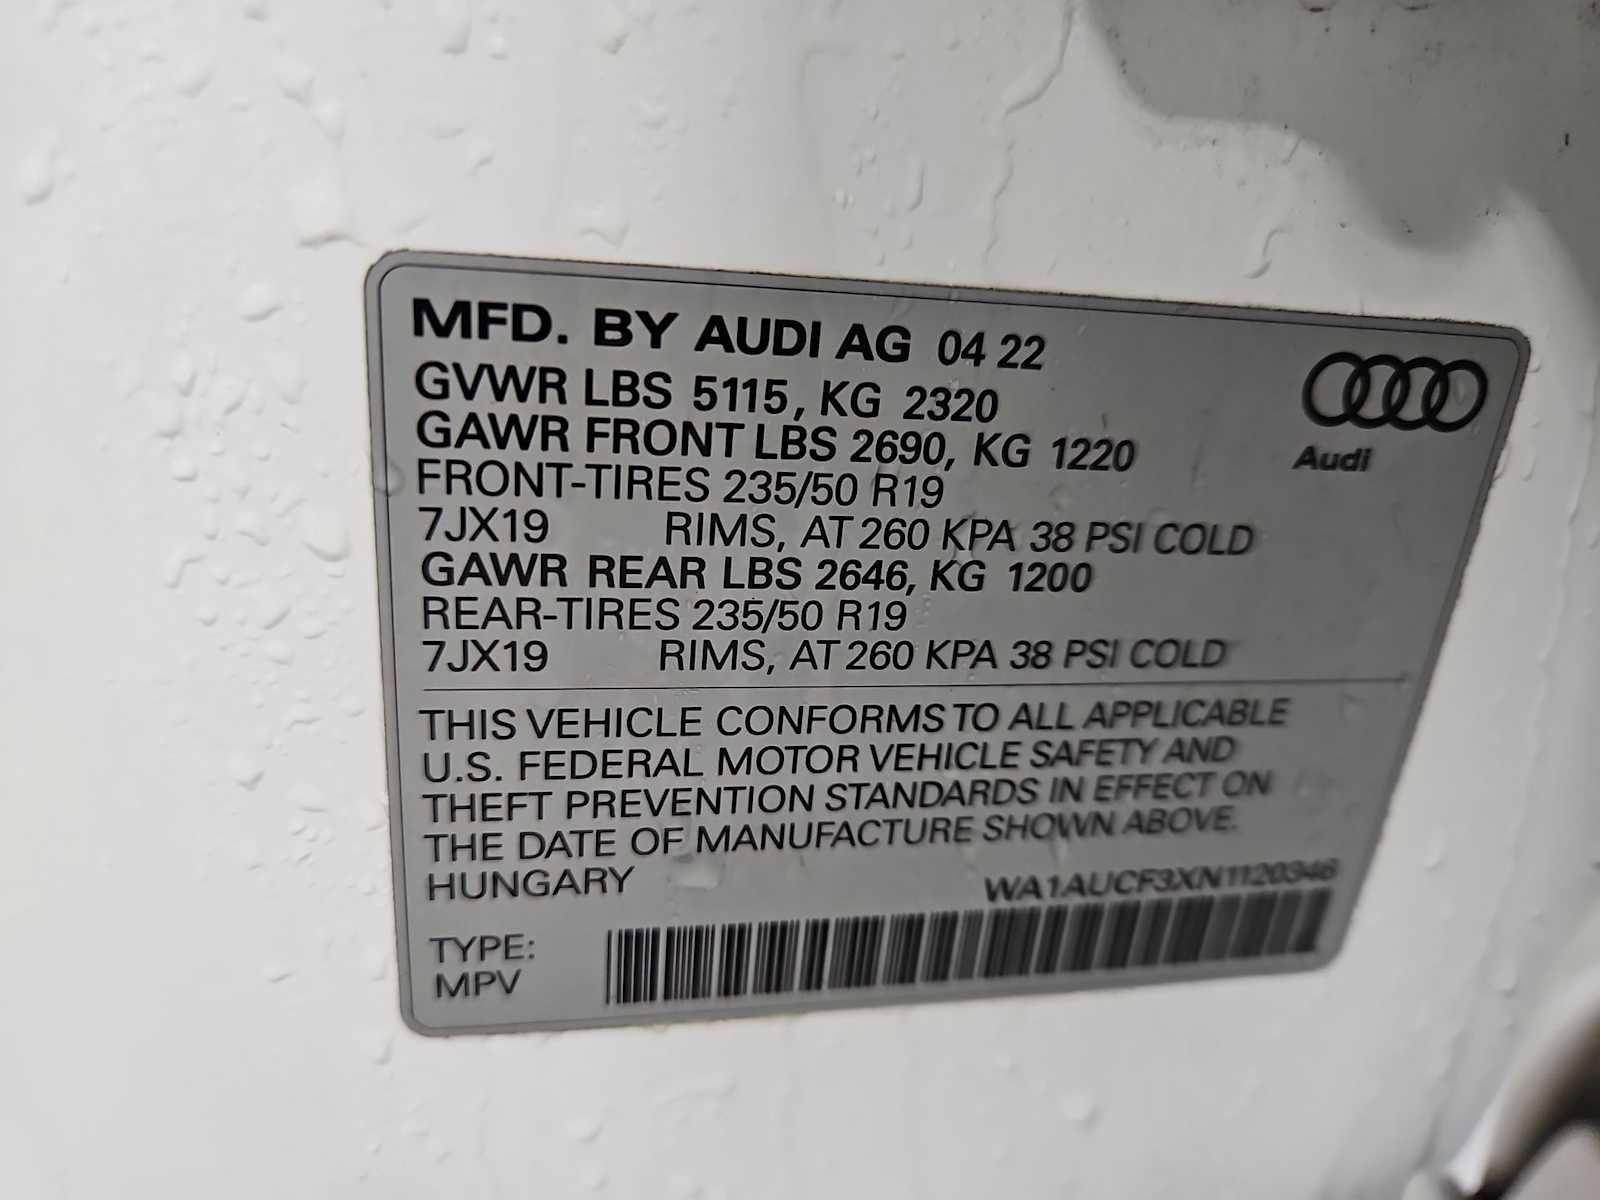 MFD. BY AUDI AG 04 22
GVWR LBS 5115, KG 2320
GAWR FRONT LBS 2690, KG 1220
FRONT-TIRES 235/50 R19
7JX19 RIMS, AT 260 KPA 38 PSI COLD
GAWR REAR LBS 2646, KG 1200
REAR-TIRES 235/50 R19
7JX19 RIMS, AT 260 KPA 38 PSI COLD
Audi
THIS VEHICLE CONFORMS TO ALL APPLICABLE
U.S. FEDERAL MOTOR VEHICLE SAFETY AND
THEFT PREVENTION STANDARDS IN EFFECT ON
THE DATE OF MANUFACTURE SHOWN ABOVE.
HUNGARY WA1AUCF3XN1120346
TYPE:
MPV